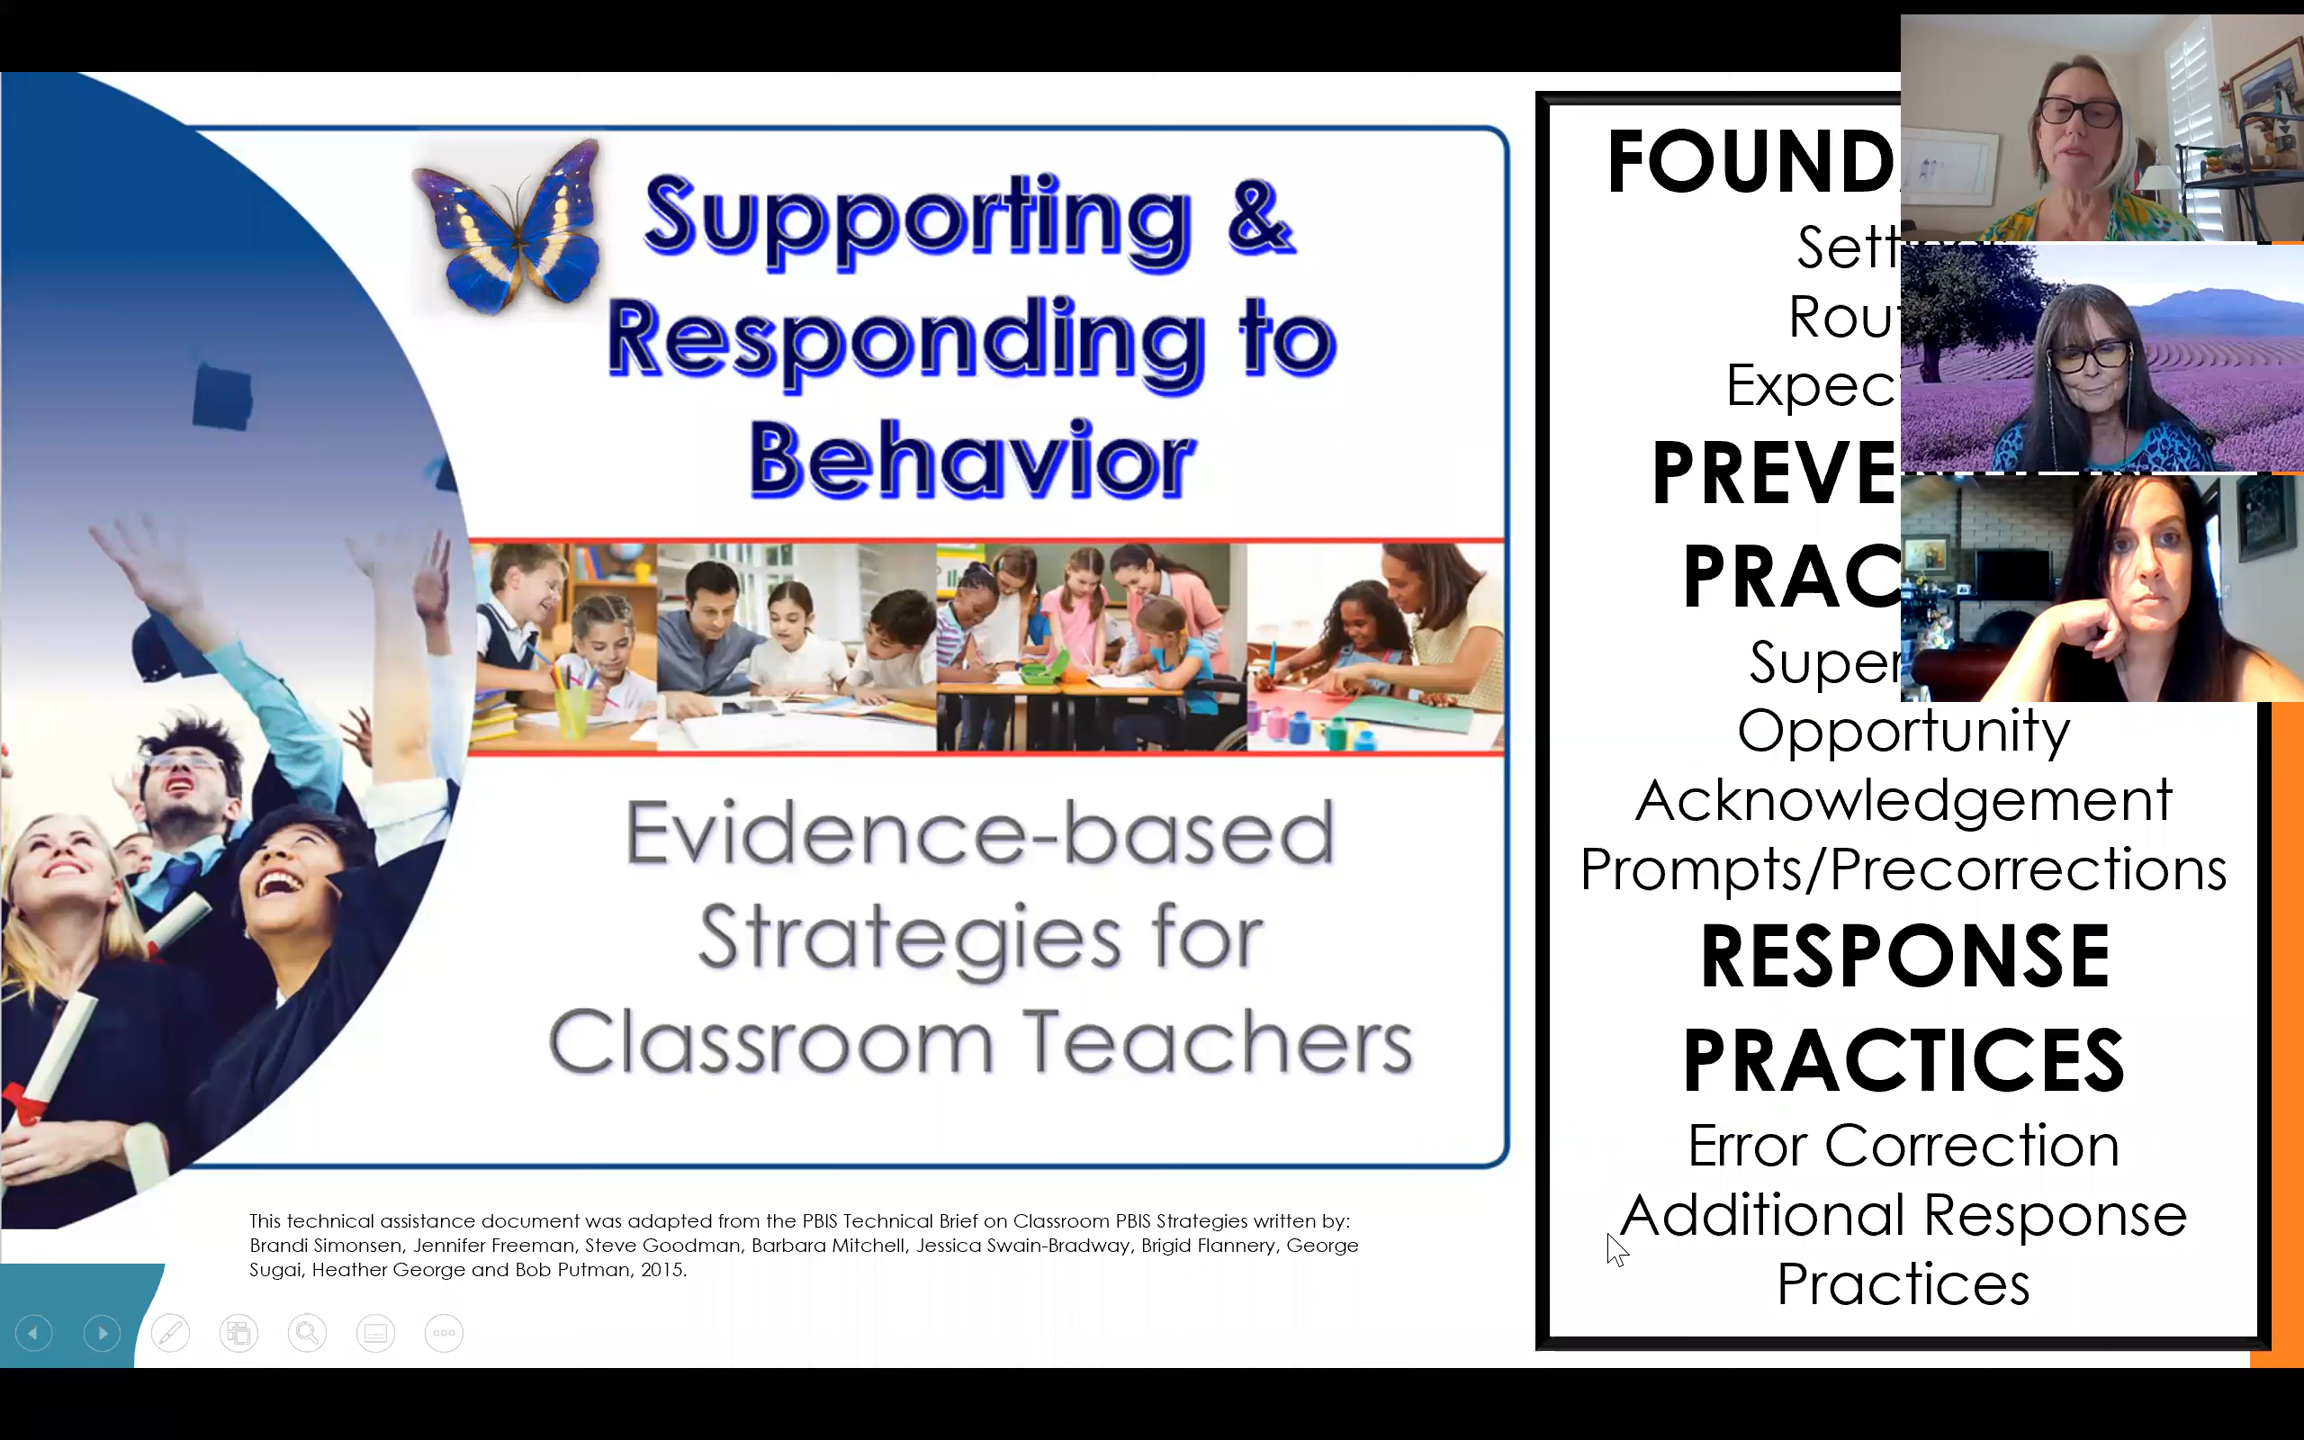 Supporting &
Responding to
Behavior
Evidence-based
Strategies for
Classroom Teachers
This technical assistance document was adapted from the PBIS Technical Brief on Classroom PBIS Strategies written by:
Brandi Simonsen, Jennifer Freeman, Steve Goodman, Barbara Mitchell, Jessica Swain-Bradway, Brigid Flannery, George
Sugai, Heather George and Bob Putman, 2015.
PRAC
Opportunity
Acknowledgement
Prompts/Precorrections
RESPONSE
PRACTICES
Error Correction
Additional Response
Practices